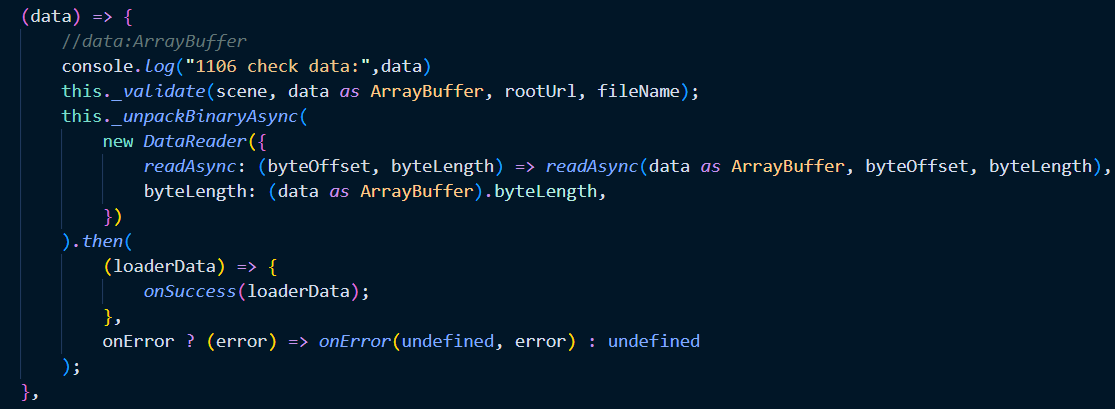 (data) => {
//data:ArrayBuffer
console.log("1106 check data:",data)
this._validate(scene, data as ArrayBuffer, rootUrl, fileName);
this._unpackBinaryAsync(
new DataReader({
readAsync: (byteOffset, byteLength) => readAsync(data as ArrayBuffer, byteOffset, byteLength),
byteLength: (data as ArrayBuffer).byteLength,
})
).then(
(loaderData) => {
onSuccess(loaderData);
},
onError ? (error) => onError(undefined, error) : undefined
);
},